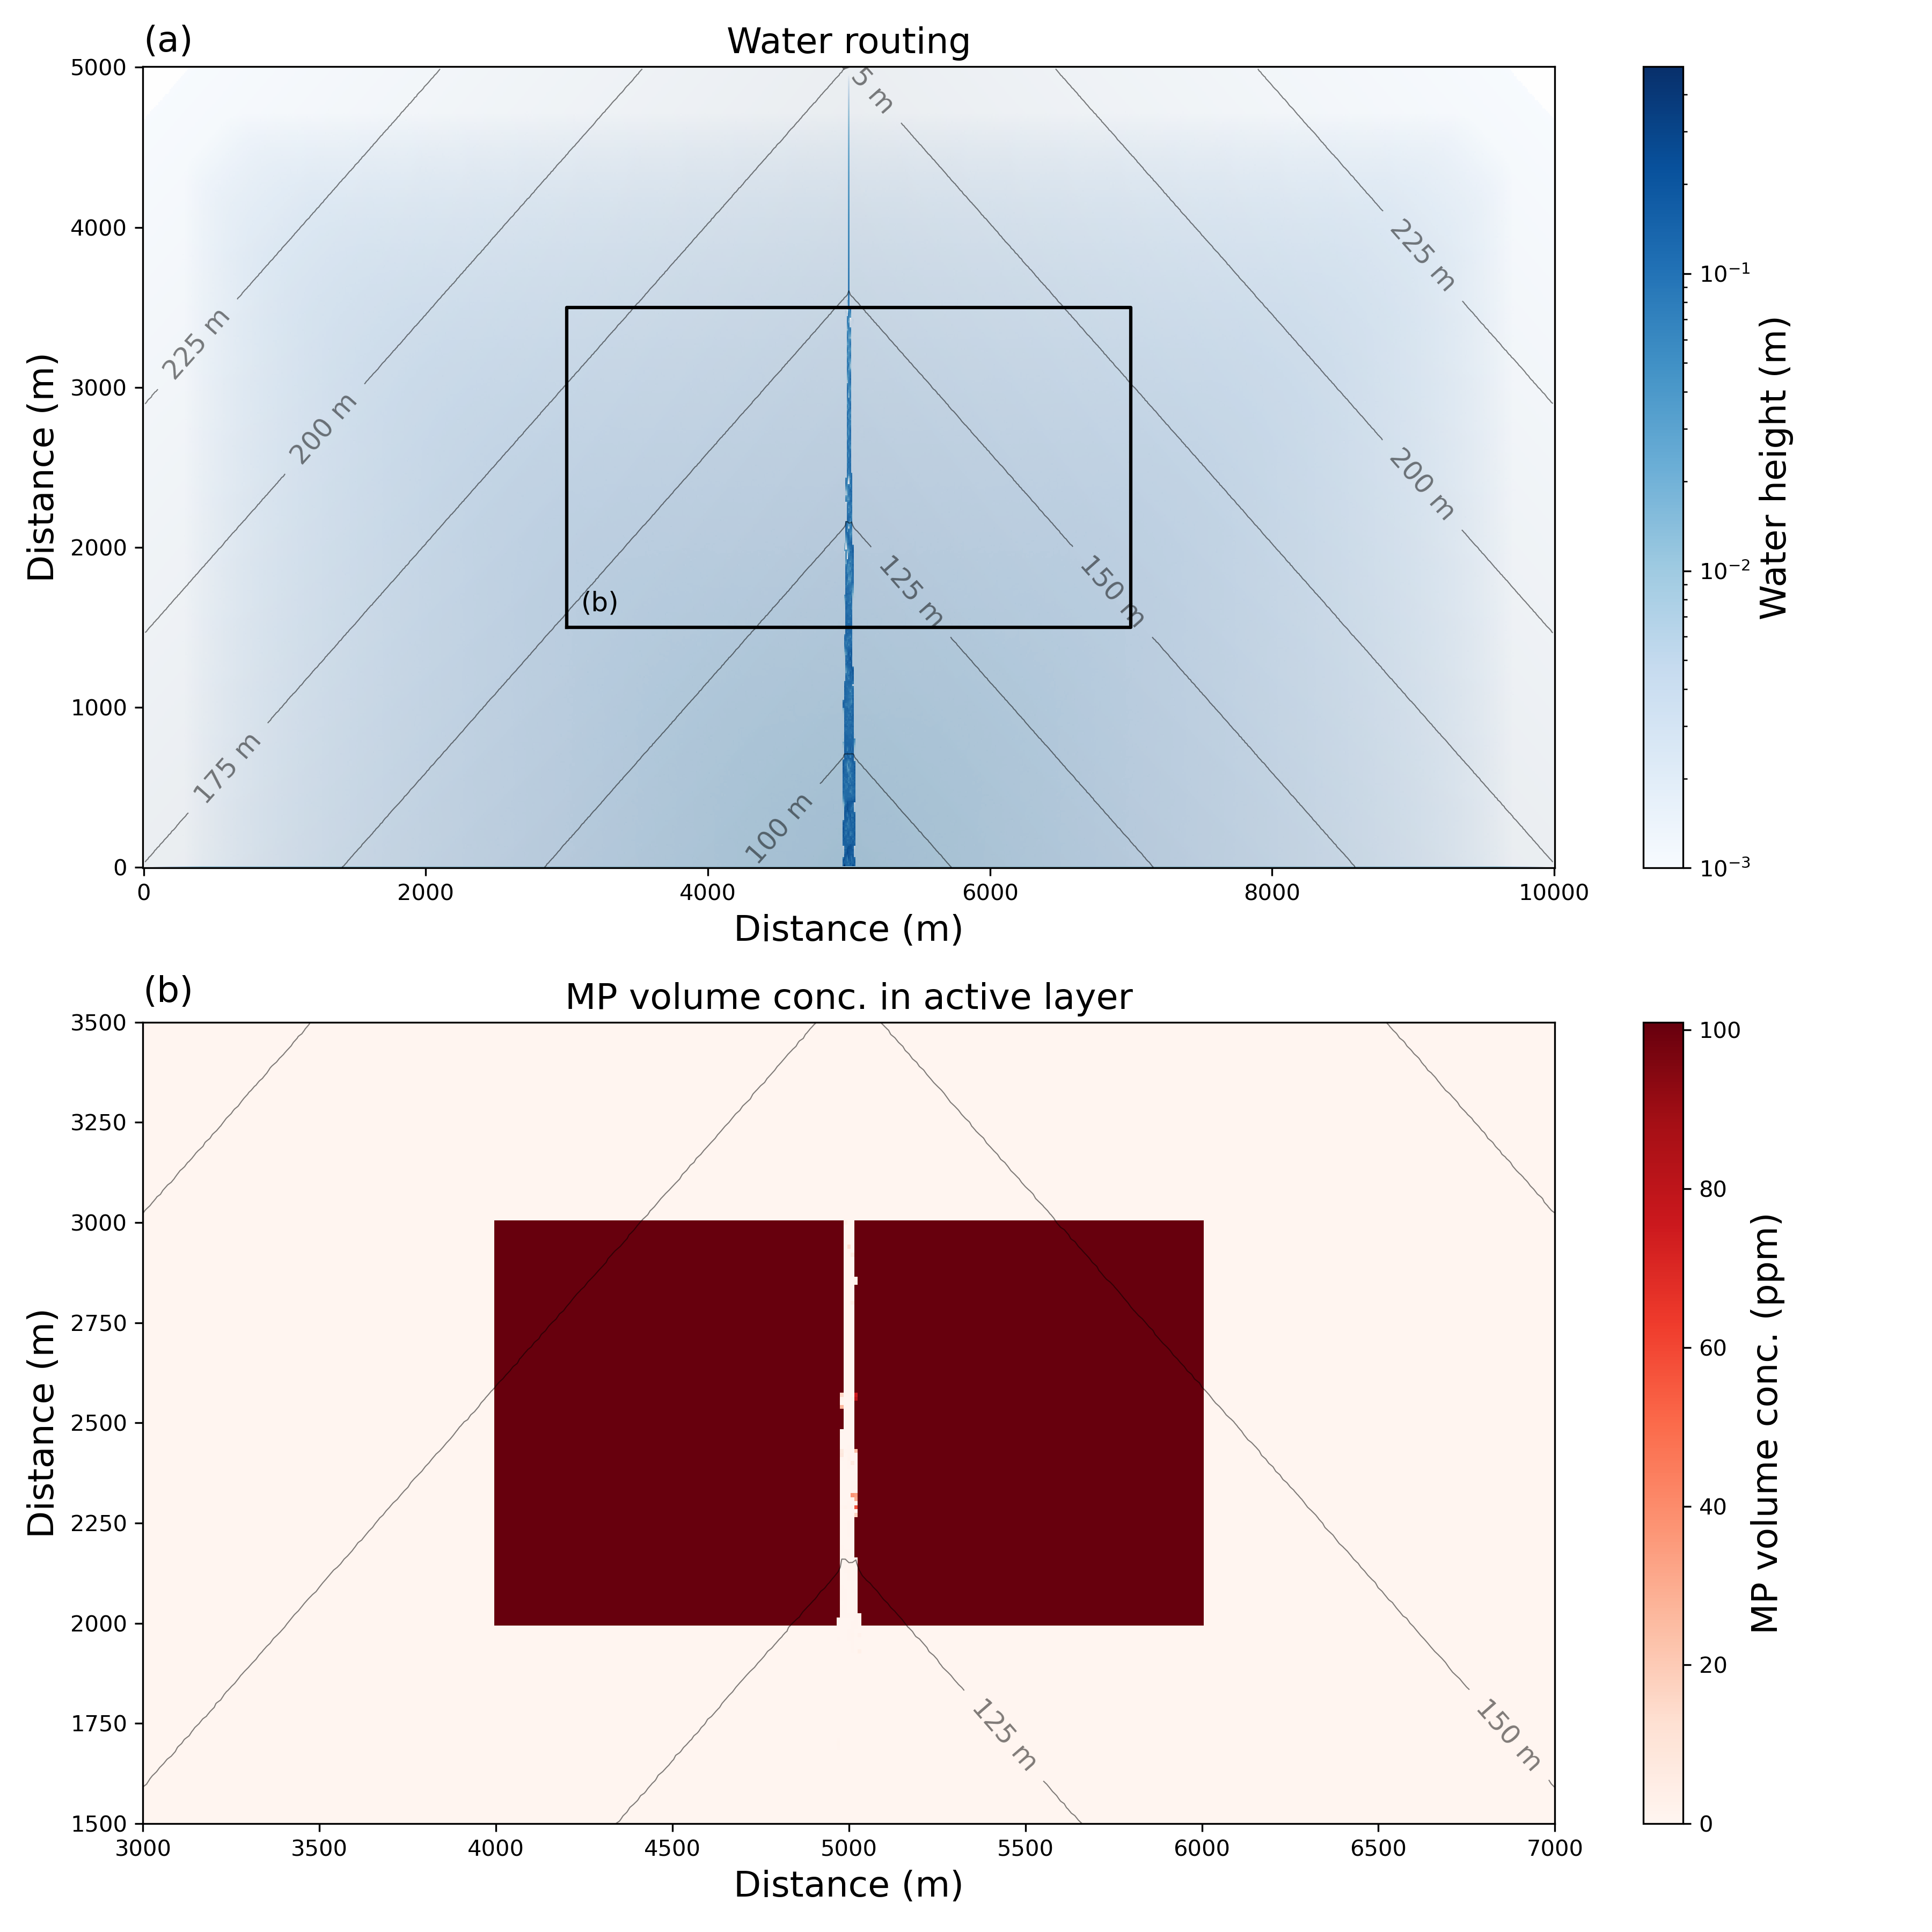 (a)
Water routing
5000
4000
3000
2000
1000
0
Distance (m)
0
2000
4000
6000
8000
10000
Distance (m)
5 m
225 m
225 m
200 m
200 m
175 m
150 m
125 m
100 m
(b)
10⁻¹
10⁻²
10⁻³
Water height (m)
(b)
MP volume conc. in active layer
3500
3250
3000
2750
2500
2250
2000
1750
1500
Distance (m)
3000
3500
4000
4500
5000
5500
6000
6500
7000
Distance (m)
125 m
150 m
100
80
60
40
20
0
MP volume conc. (ppm)